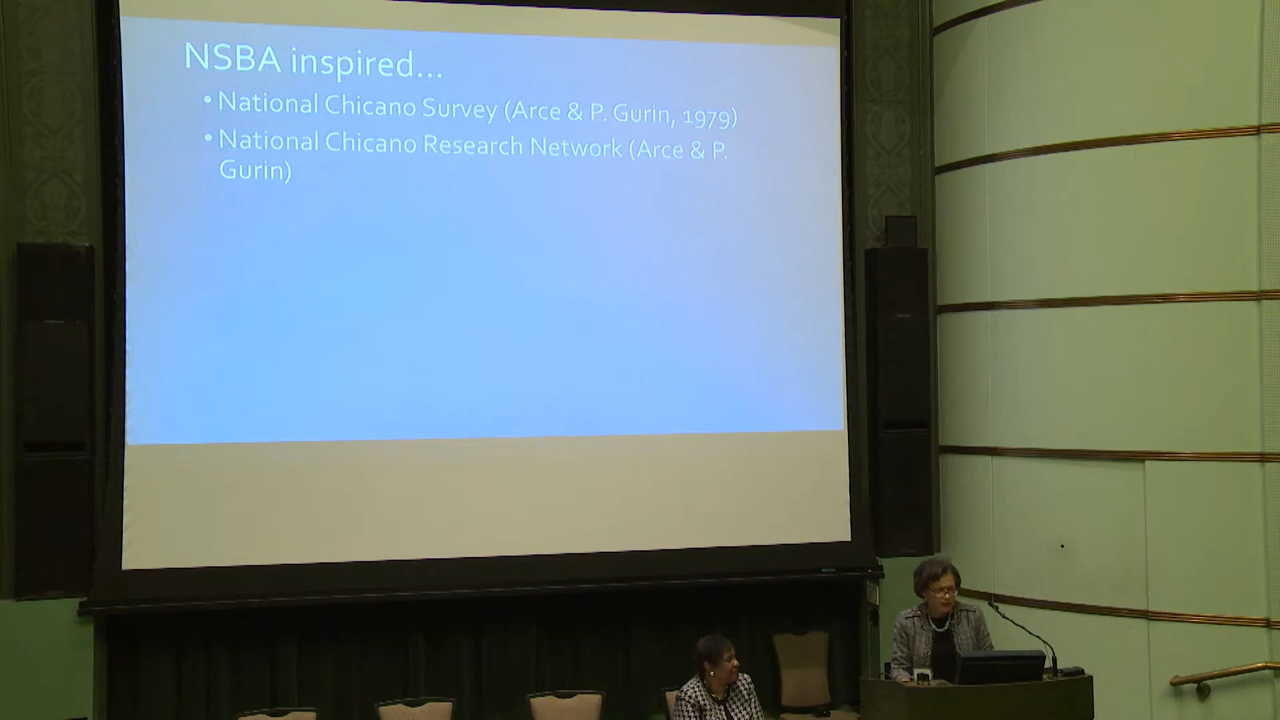 NSBA inspired...
• National Chicano Survey (Arce & P. Gurin, 1979)
• National Chicano Research Network (Arce & P.
Gurin)